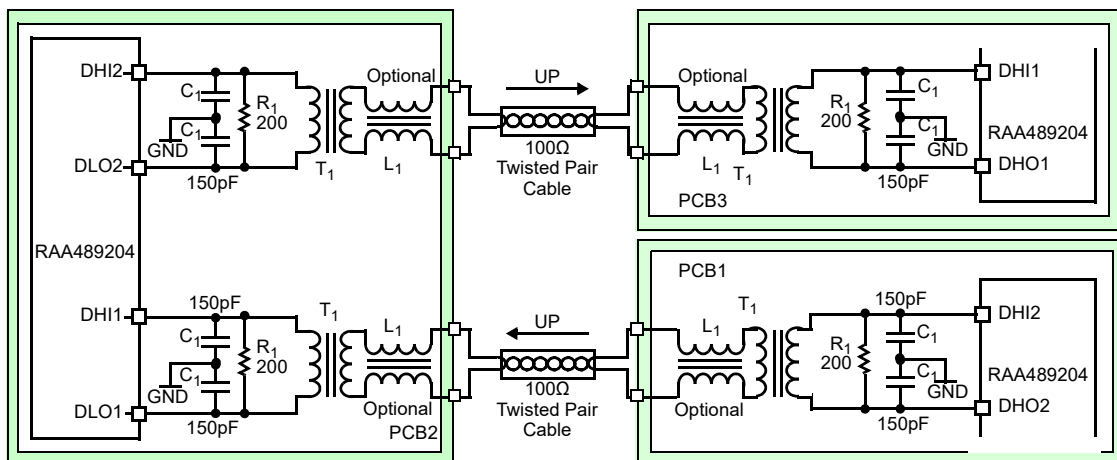 DHI2
C1
C1
R1
200
GND
DLO2
150pF
T1
Optional
L1
UP
100Ω
Twisted Pair
Cable
Optional
L1
T1
R1
200
C1
C1
GND
150pF
DHI1
RAA489204
DHO1
PCB3
RAA489204
DHI1
150pF
C1
C1
R1
200
GND
DLO1
150pF
T1
L1
Optional
PCB2
UP
100Ω
Twisted Pair
Cable
PCB1
L1
Optional
T1
R1
200
150pF
C1
C1
GND
150pF
DHI2
RAA489204
DHO2